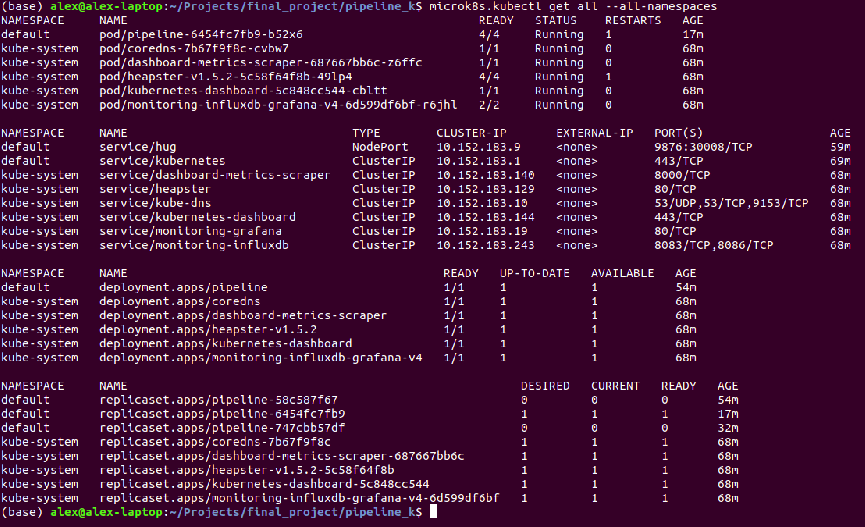 (base) alex@alex-laptop:~/Projects/final_project/pipeline_k$ microk8s.kubectl get all --all-namespaces
NAMESPACE NAME READY STATUS RESTARTS AGE
default pod/pipeline-6454fc7fb9-b52x6 4/4 Running 1 17m
kube-system pod/coredns-7b67f9f8c-cvbw7 1/1 Running 0 68m
kube-system pod/dashboard-metrics-scraper-687667bb6c-z6ffc 1/1 Running 0 68m
kube-system pod/heapster-v1.5.2-5c58f64f8b-49lp4 4/4 Running 0 68m
kube-system pod/kubernetes-dashboard-5c848cc544-cbltt 1/1 Running 0 68m
kube-system pod/monitoring-influxdb-grafana-v4-6d599df6bf-r6jhl 2/2 Running 0 68m
NAMESPACE NAME TYPE CLUSTER-IP EXTERNAL-IP PORT(S) AGE
default service/hug NodePort 10.152.183.9 <none> 9876:30008/TCP 59m
default service/kubernetes ClusterIP 10.152.183.1 <none> 443/TCP 69m
kube-system service/dashboard-metrics-scraper ClusterIP 10.152.183.140 <none> 8000/TCP 68m
kube-system service/heapster ClusterIP 10.152.183.129 <none> 80/TCP 68m
kube-system service/kube-dns ClusterIP 10.152.183.10 <none> 53/UDP,53/TCP,9153/TCP 68m
kube-system service/kubernetes-dashboard ClusterIP 10.152.183.144 <none> 443/TCP 68m
kube-system service/monitoring-grafana ClusterIP 10.152.183.19 <none> 80/TCP 68m
kube-system service/monitoring-influxdb ClusterIP 10.152.183.243 <none> 8083/TCP,8086/TCP 68m
NAMESPACE NAME READY UP-TO-DATE AVAILABLE AGE
default deployment.apps/pipeline 1/1 1 1 54m
kube-system deployment.apps/coredns 1/1 1 1 68m
kube-system deployment.apps/dashboard-metrics-scraper 1/1 1 1 68m
kube-system deployment.apps/heapster-v1.5.2 1/1 1 1 68m
kube-system deployment.apps/kubernetes-dashboard 1/1 1 1 68m
kube-system deployment.apps/monitoring-influxdb-grafana-v4 1/1 1 1 68m
NAMESPACE NAME DESIRED CURRENT READY AGE
default replicaset.apps/pipeline-58c587f67 0 0 0 54m
default replicaset.apps/pipeline-6454fc7fb9 1 1 1 17m
default replicaset.apps/pipeline-747cbb57df 0 0 0 32m
kube-system replicaset.apps/coredns-7b67f9f8c 1 1 1 68m
kube-system replicaset.apps/dashboard-metrics-scraper-687667bb6c 1 1 1 68m
kube-system replicaset.apps/heapster-v1.5.2-5c58f64f8b 1 1 1 68m
kube-system replicaset.apps/kubernetes-dashboard-5c848cc544 1 1 1 68m
kube-system replicaset.apps/monitoring-influxdb-grafana-v4-6d599df6bf 1 1 1 68m
(base) alex@alex-laptop:~/Projects/final_project/pipeline_k$